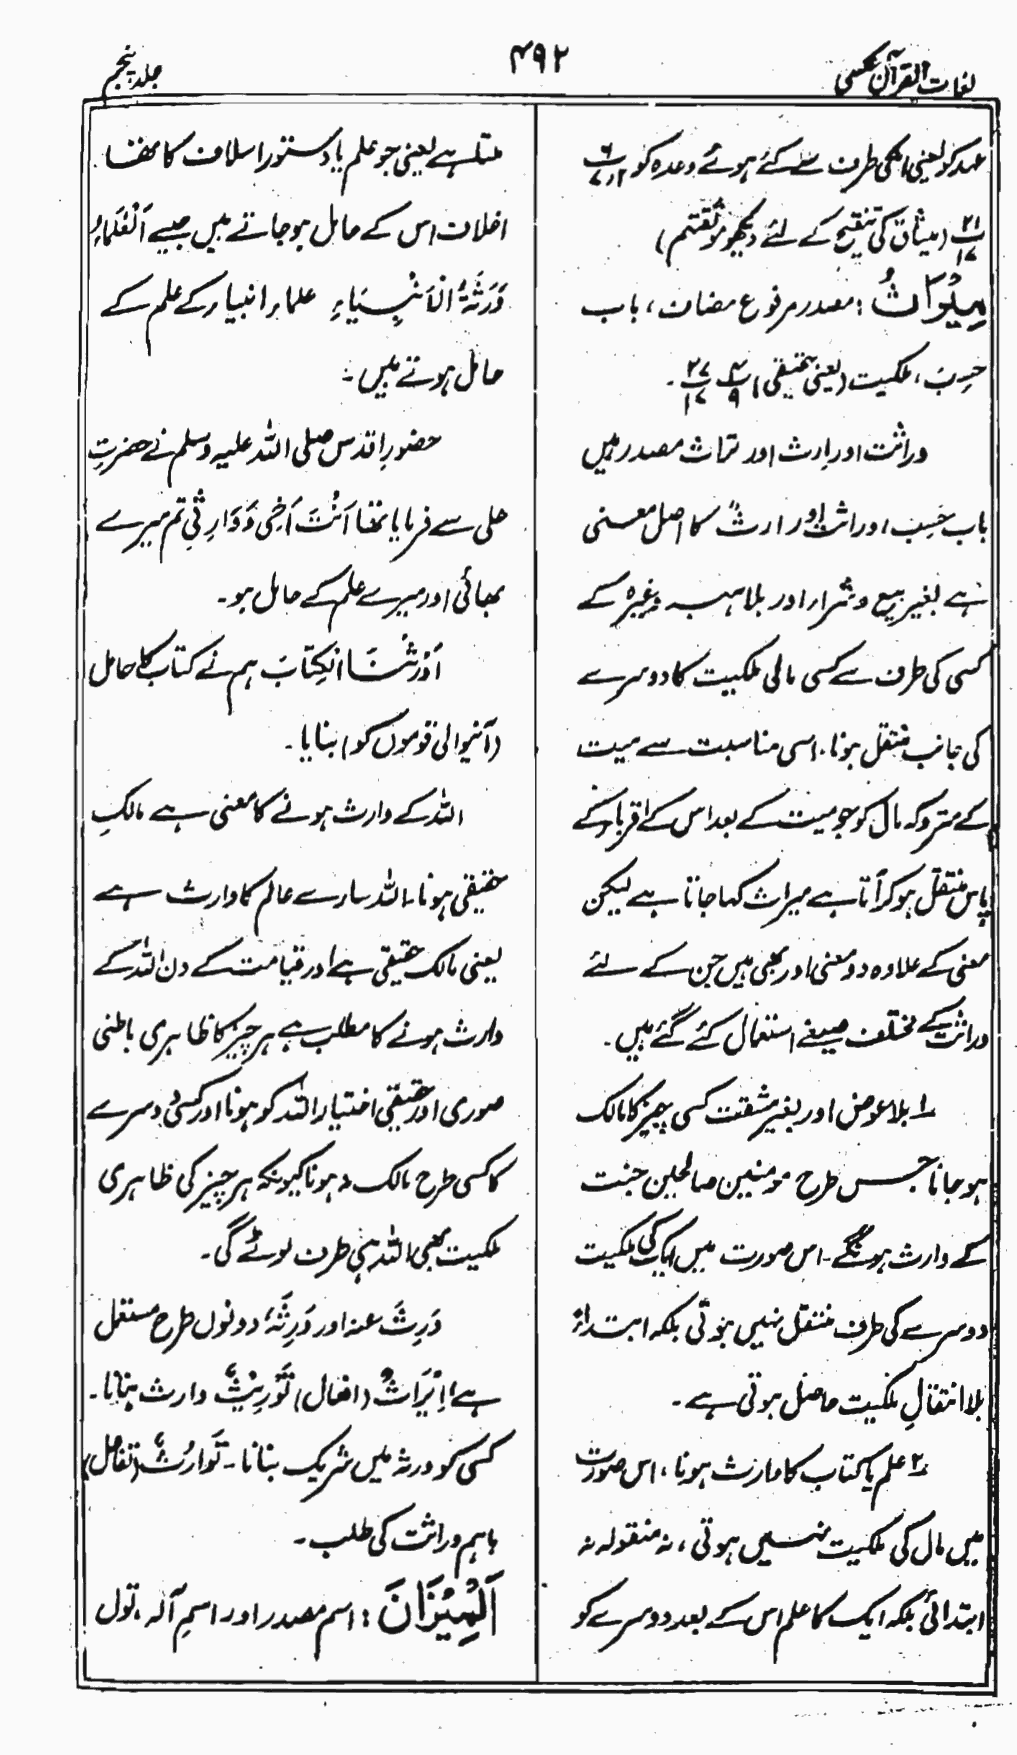 لغات القرآن عکسی
۴۹۲
جلد پنجم
عہد کو یعنی انکی طرف سے کئے ہوئے وعدہ کو
(میثاق کی تنقیح کے لئے دیکھو موثقتم)
مِیْرَاثُ: مصدر مرفوع مضاف، باب
حَسِبَ، ملکیت (یعنی حقیقی) ۴/۹ ۲۷/۱۷ ۔
وراثت اور ارث اور تراث مصدر ہیں
باب حَسِبَ، وراثت اور ارث کا اصل معنی
ہے بغیر بیع و شراء اور بلا ہبہ وغیرہ کے
کسی کی طرف سے کسی مالی ملکیت کا دوسرے
کی جانب منتقل ہونا۔ اسی مناسبت سے میت
کے متروکہ مال کو جو میت کے بعد اس کے اقرباء کے
پاس منتقل ہو کر آتا ہے میراث کہا جاتا ہے لیکن
معنی کے علاوہ دو معنی اور بھی ہیں جن کے لئے
وراثت کے مختلف صیغے استعمال کئے گئے ہیں۔
۱ بلا عوض اور بغیر مشقت کسی چیز کا مالک
ہو جانا جس طرح مومنین صالحین جنت
کے وارث ہونگے۔ اس صورت میں ایک کی ملکیت
دوسرے کی طرف منتقل نہیں ہوتی بلکہ ابتداءً
بلا انتقالِ ملکیت حاصل ہوتی ہے۔
۲ علم یا کتاب کا وارث ہونا، اس صورت
میں مال کی ملکیت نہیں ہوتی، نہ منقولہ نہ
ابتدائی بلکہ ایک کا علم اس کے بعد دوسرے کو
ملتا ہے یعنی جو علم یا دستور اسلاف کا تھا
اخلاف اس کے حامل ہو جاتے ہیں جیسے اَلْعُلَمَاءُ
وَرَثَۃُ الْاَنْبِیَاءِ علماء انبیاء کے علم کے
حامل ہوتے ہیں۔
حضورِ اقدس صلی اللہ علیہ وسلم نے حضرتِ
علی سے فرمایا تھا اَنْتَ اَخِیْ وَوَارِثِیْ تم میرے
بھائی اور میرے علم کے حامل ہو۔
اَوْرَثْنَا الْکِتَابَ ہم نے کتاب کا حامل
(آنیوالی قوموں کو) بنایا۔
اللہ کے وارث ہونے کا معنی ہے مالکِ
حقیقی ہونا۔ اللہ سارے عالم کا وارث ہے
یعنی مالک حقیقی ہے اور قیامت کے دن اللہ کے
وارث ہونے کا مطلب ہے ہر چیز کا ظاہری باطنی
صوری اور حقیقی اختیار اللہ کو ہونا اور کسی دوسرے
کا کسی طرح مالک نہ ہونا کیونکہ ہر چیز کی ظاہری
ملکیت بھی اللہ ہی طرف لوٹے گی۔
وَرِثَ عنہ اور وَرِثَہٗ دونوں طرح مستعمل
ہے، اِیْرَاثٌ (افعال) تَوْرِیْثٌ وارث بنانا۔
کسی کو ورثہ میں شریک بنانا۔ تَوَارُثٌ (تفاعل)
باہم وراثت کی طلب۔
اَلْمِیْزَانَ: اسم مصدر اور اسمِ آلہ، تول